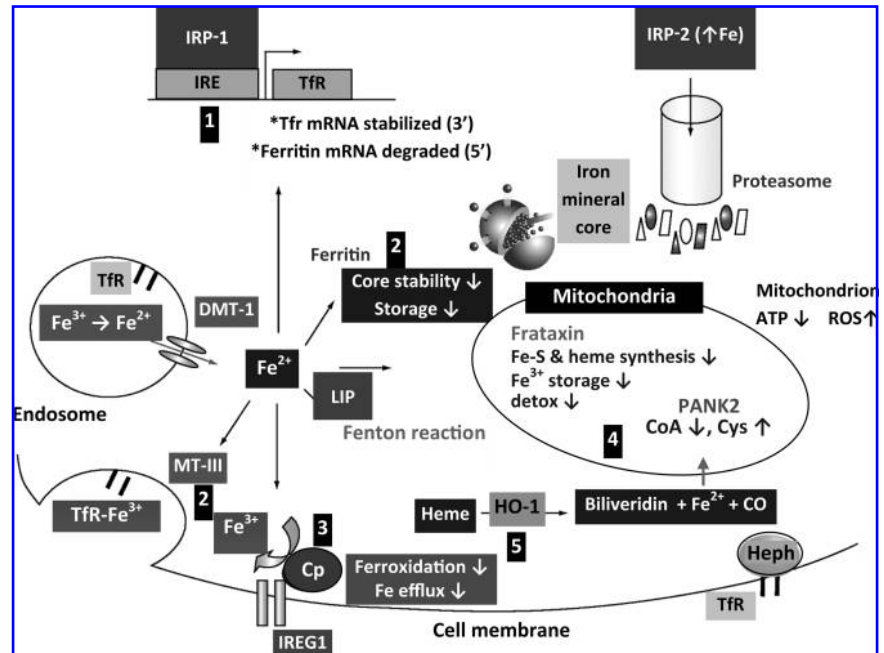 IRP-1
IRE
TfR
1
*Tfr mRNA stabilized (3’)
*Ferritin mRNA degraded (5’)
IRP-2 (↑Fe)
Proteasome
Iron
mineral
core
Ferritin
2
Core stability ↓
Storage ↓
TfR
Fe³⁺ → Fe²⁺
DMT-1
Endosome
Fe²⁺
LIP
Fenton reaction
Mitochondria
Mitochondrion
ATP ↓ ROS↑
Frataxin
Fe-S & heme synthesis ↓
Fe³⁺ storage ↓
detox ↓
PANK2
CoA ↓, Cys ↑
4
MT-III
2
TfR-Fe³⁺
Fe³⁺
3
Cp
Ferroxidation ↓
Fe efflux ↓
IREG1
Heme
HO-1
5
Biliveridin + Fe²⁺ + CO
Heph
TfR
Cell membrane